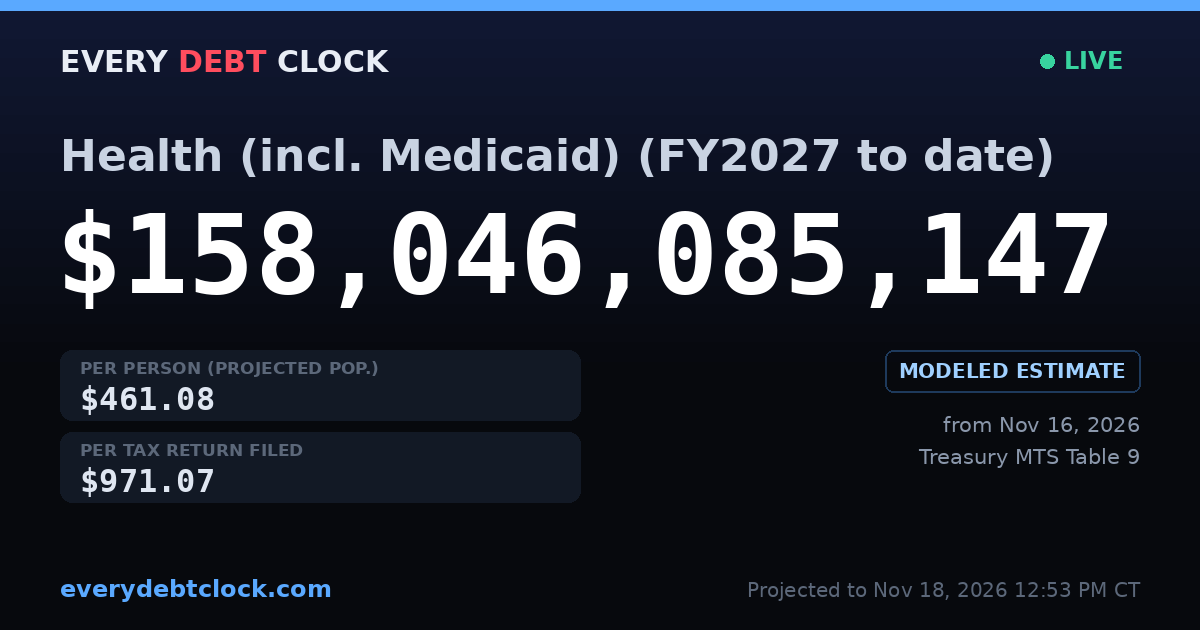 EVERY DEBT CLOCK
LIVE
Health (incl. Medicaid) (FY2027 to date)
$158,046,085,147
PER PERSON (PROJECTED POP.)
$461.08
PER TAX RETURN FILED
$971.07
MODELED ESTIMATE
from Nov 16, 2026
Treasury MTS Table 9
everydebtclock.com
Projected to Nov 18, 2026 12:53 PM CT